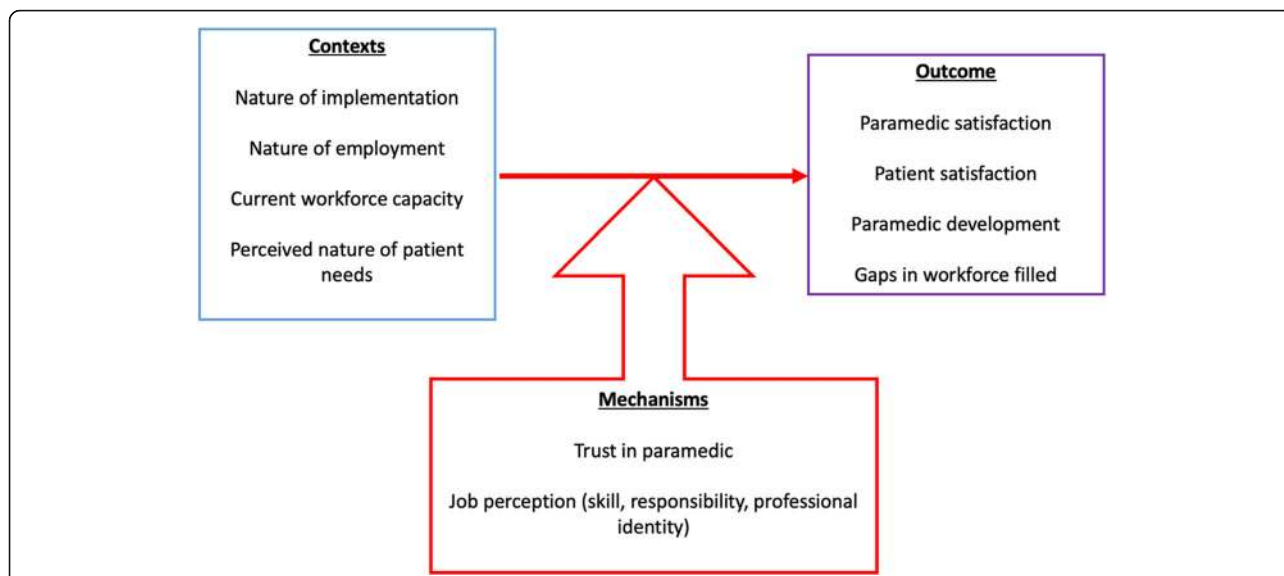 Contexts
Nature of implementation
Nature of employment
Current workforce capacity
Perceived nature of patient
needs
Outcome
Paramedic satisfaction
Patient satisfaction
Paramedic development
Gaps in workforce filled
Mechanisms
Trust in paramedic
Job perception (skill, responsibility, professional
identity)